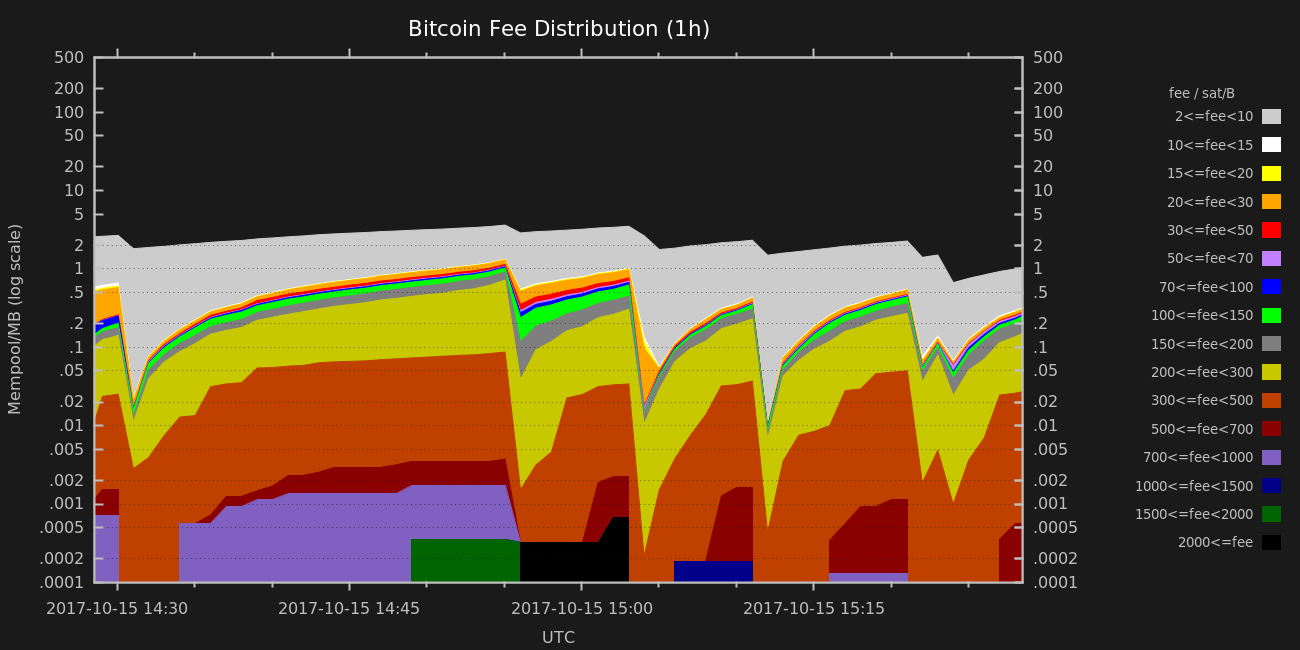 Bitcoin Fee Distribution (1h)
500 500
200 200
100 100
50 50
20 20
10 10
5 5
2 2
1 1
.5 .5
.2 .2
.1 .1
.05 .05
.02 .02
.01 .01
.005 .005
.002 .002
.001 .001
.0005 .0005
.0002 .0002
.0001 .0001
Mempool/MB (log scale)
2017-10-15 14:30 2017-10-15 14:45 2017-10-15 15:00 2017-10-15 15:15
UTC
fee / sat/B
2<=fee<10
10<=fee<15
15<=fee<20
20<=fee<30
30<=fee<50
50<=fee<70
70<=fee<100
100<=fee<150
150<=fee<200
200<=fee<300
300<=fee<500
500<=fee<700
700<=fee<1000
1000<=fee<1500
1500<=fee<2000
2000<=fee